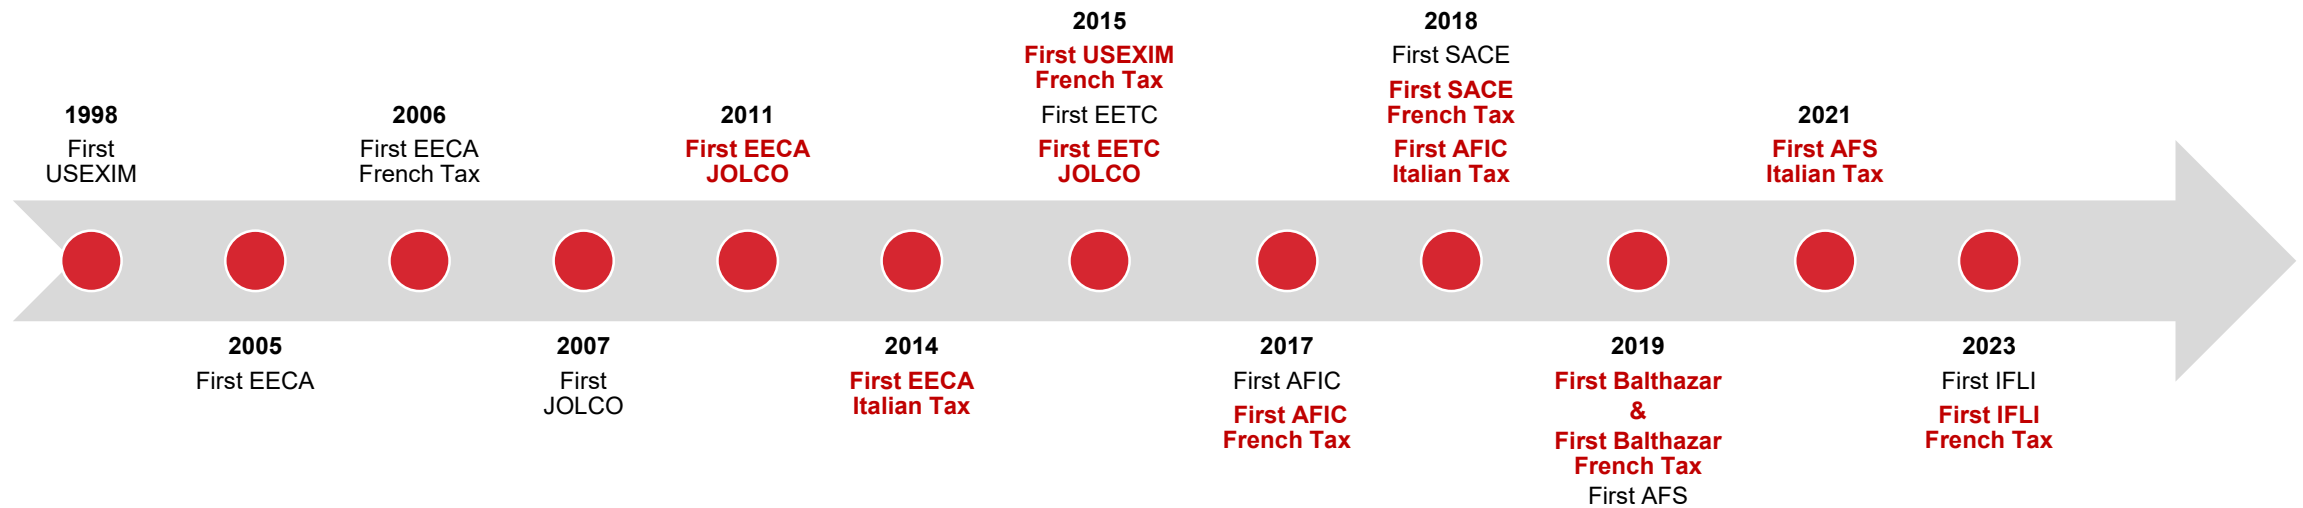 1998
First
USEXIM
2005
First EECA
2006
First EECA
French Tax
2007
First
JOLCO
2011
First EECA
JOLCO
2014
First EECA
Italian Tax
2015
First USEXIM
French Tax
First EETC
First EETC
JOLCO
2017
First AFIC
First AFIC
French Tax
2018
First SACE
First SACE
French Tax
First AFIC
Italian Tax
2019
First Balthazar
&
First Balthazar
French Tax
First AFS
2021
First AFS
Italian Tax
2023
First IFLI
First IFLI
French Tax